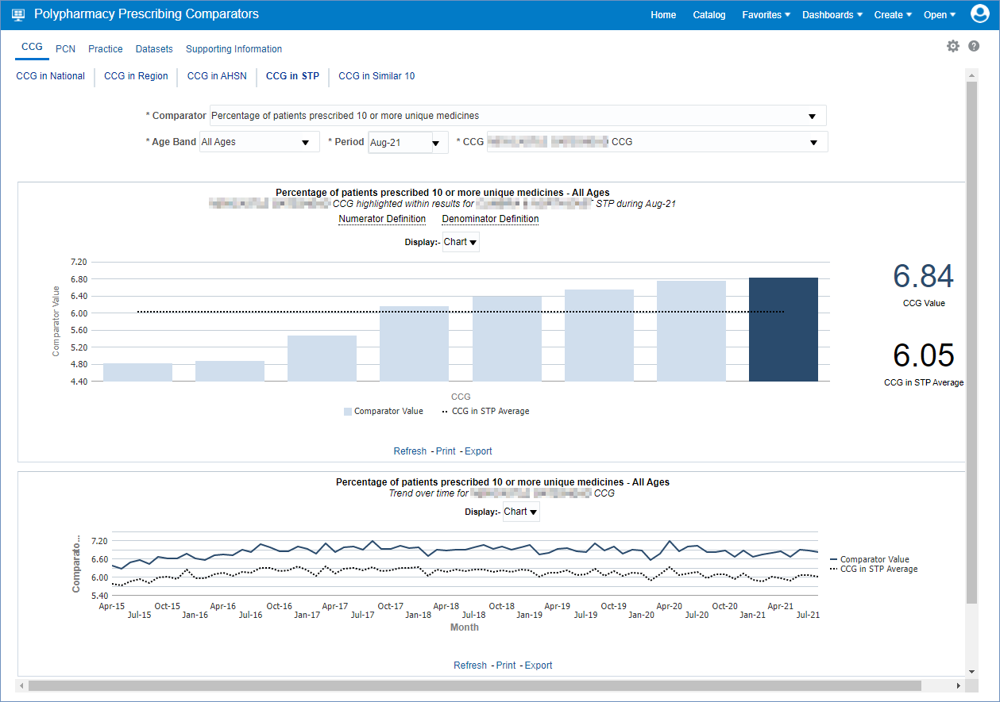 Polypharmacy Prescribing Comparators
Home Catalog Favorites Dashboards Create Open
CCG PCN Practice Datasets Supporting Information
CCG in National CCG in Region CCG in AHSN CCG in STP CCG in Similar 10
* Comparator Percentage of patients prescribed 10 or more unique medicines
* Age Band All Ages * Period Aug-21 * CCG CCG
Percentage of patients prescribed 10 or more unique medicines - All Ages
CCG highlighted within results for STP during Aug-21
Numerator Definition Denominator Definition
Display:- Chart
7.20
6.80
6.40
6.00
5.60
5.20
4.80
4.40
Comparator Value
CCG
Comparator Value CCG in STP Average
6.84
CCG Value
6.05
CCG in STP Average
Refresh - Print - Export
Percentage of patients prescribed 10 or more unique medicines - All Ages
Trend over time for CCG
Display:- Chart
Comparato...
7.20
6.60
6.00
5.40
Apr-15 Oct-15 Apr-16 Oct-16 Apr-17 Oct-17 Apr-18 Oct-18 Apr-19 Oct-19 Apr-20 Oct-20 Apr-21
Jul-15 Jan-16 Jul-16 Jan-17 Jul-17 Jan-18 Jul-18 Jan-19 Jul-19 Jan-20 Jul-20 Jan-21 Jul-21
Month
Comparator Value
CCG in STP Average
Refresh - Print - Export